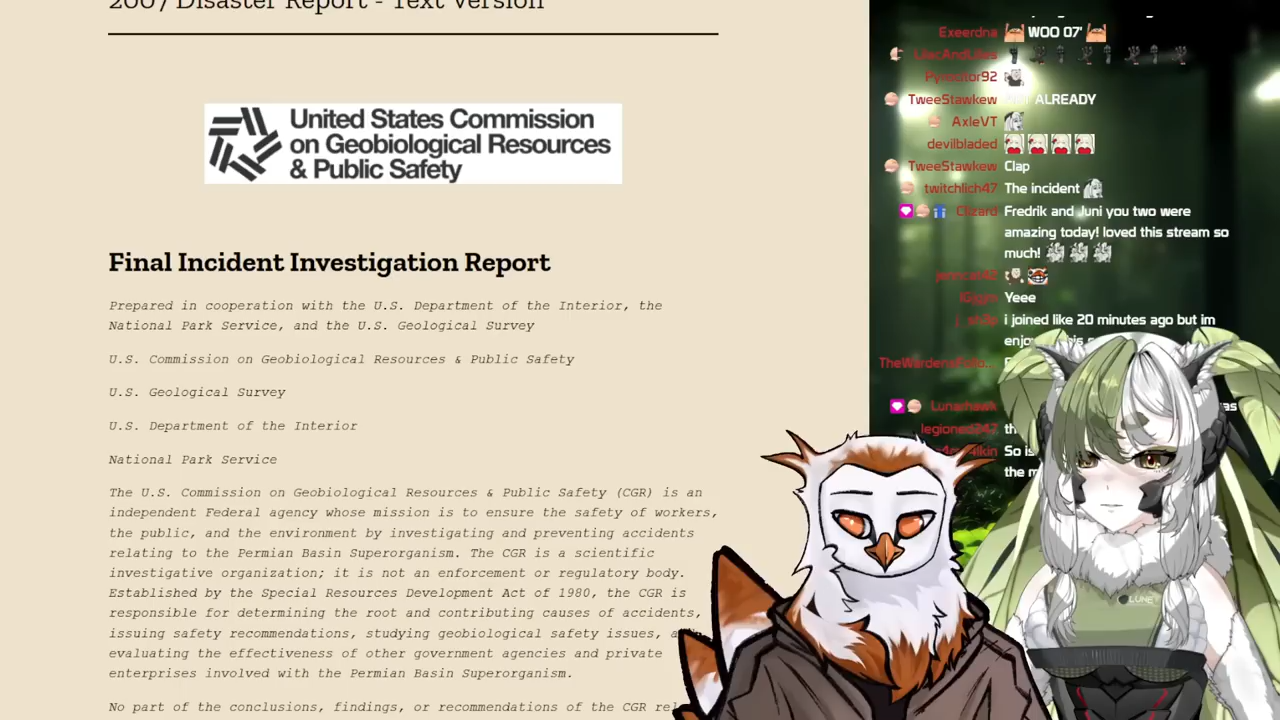 2007 Disaster Report - Text Version
United States Commission
on Geobiological Resources
& Public Safety
Final Incident Investigation Report
Prepared in cooperation with the U.S. Department of the Interior, the
National Park Service, and the U.S. Geological Survey
U.S. Commission on Geobiological Resources & Public Safety
U.S. Geological Survey
U.S. Department of the Interior
National Park Service
The U.S. Commission on Geobiological Resources & Public Safety (CGR) is an
independent Federal agency whose mission is to ensure the safety of workers,
the public, and the environment by investigating and preventing accidents
relating to the Permian Basin Superorganism. The CGR is a scientific
investigative organization; it is not an enforcement or regulatory body.
Established by the Special Resources Development Act of 1980, the CGR is
responsible for determining the root and contributing causes of accidents,
issuing safety recommendations, studying geobiological safety issues,
evaluating the effectiveness of other government agencies and private
enterprises involved with the Permian Basin Superorganism.
No part of the conclusions, findings, or recommendations of the CGR
Exeerdna WOO 07'
LilacAndLilies
TweeStawkew ALREADY
AxleVT
devilbladed
TweeStawkew Clap
twitchlich47 The incident
Clizard Fredrik and Juni you two were
amazing today! loved this stream so
much!
Yeee
i joined like 20 minutes ago but im
Lunarhawk
So
the
LUNE